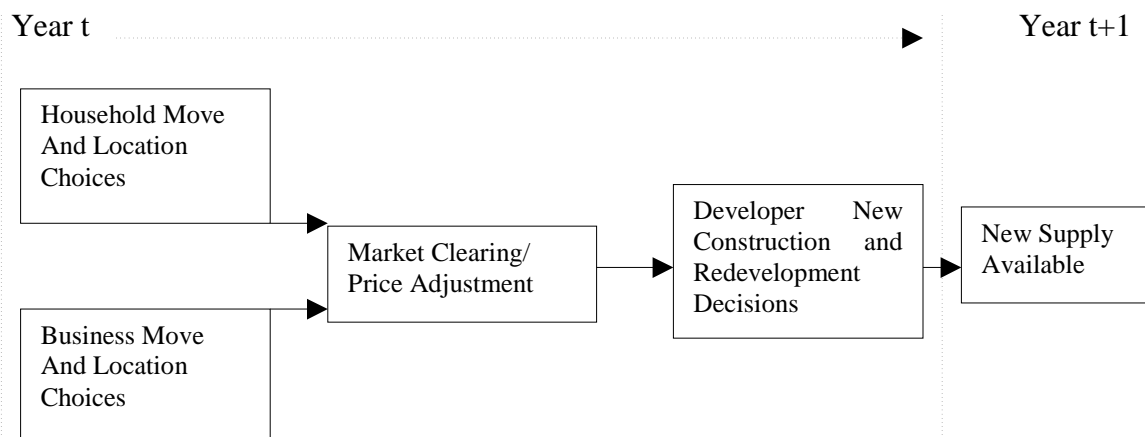 Year t
Year t+1
Household Move
And Location
Choices
Market Clearing/
Price Adjustment
Developer New
Construction and
Redevelopment
Decisions
New Supply
Available
Business Move
And Location
Choices